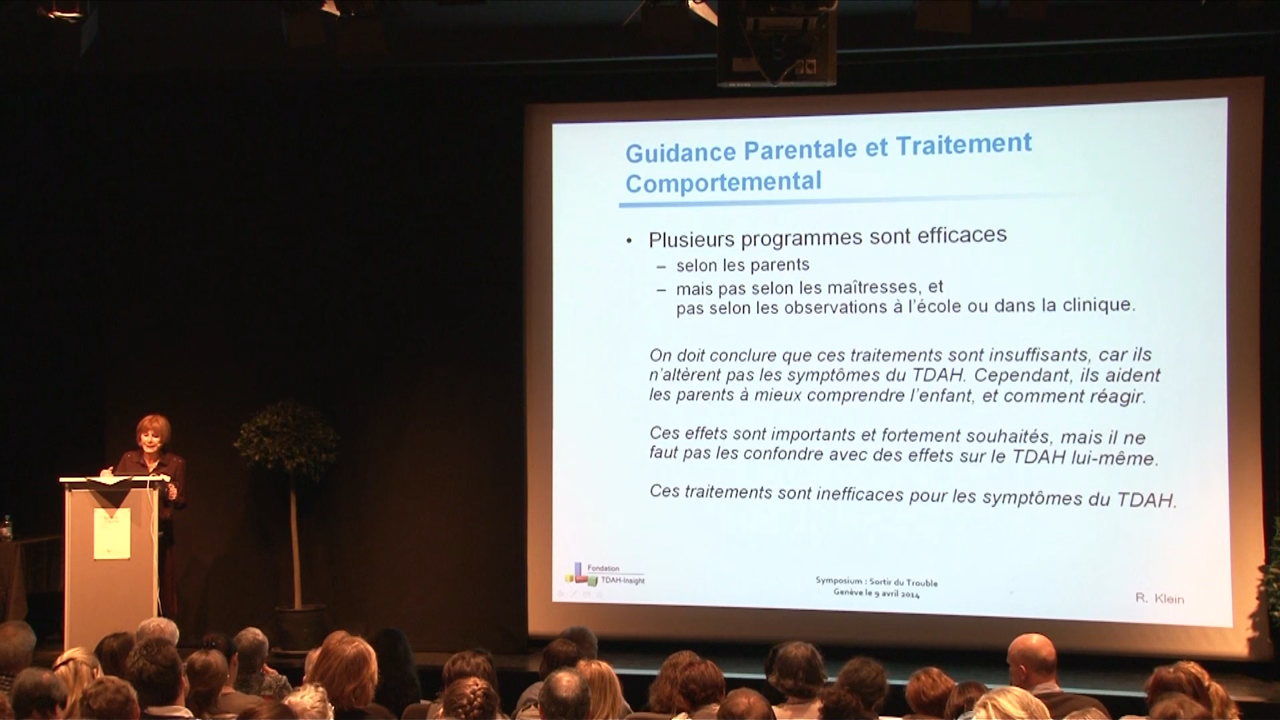 Guidance Parentale et Traitement
Comportemental
• Plusieurs programmes sont efficaces
– selon les parents
– mais pas selon les maîtresses, et
pas selon les observations à l'école ou dans la clinique.
On doit conclure que ces traitements sont insuffisants, car ils
n'altèrent pas les symptômes du TDAH. Cependant, ils aident
les parents à mieux comprendre l'enfant, et comment réagir.
Ces effets sont importants et fortement souhaités, mais il ne
faut pas les confondre avec des effets sur le TDAH lui-même.
Ces traitements sont inefficaces pour les symptômes du TDAH.
Fondation
TDAH-Insight
Symposium : Sortir du Trouble
Genève le 9 avril 2014
R. Klein